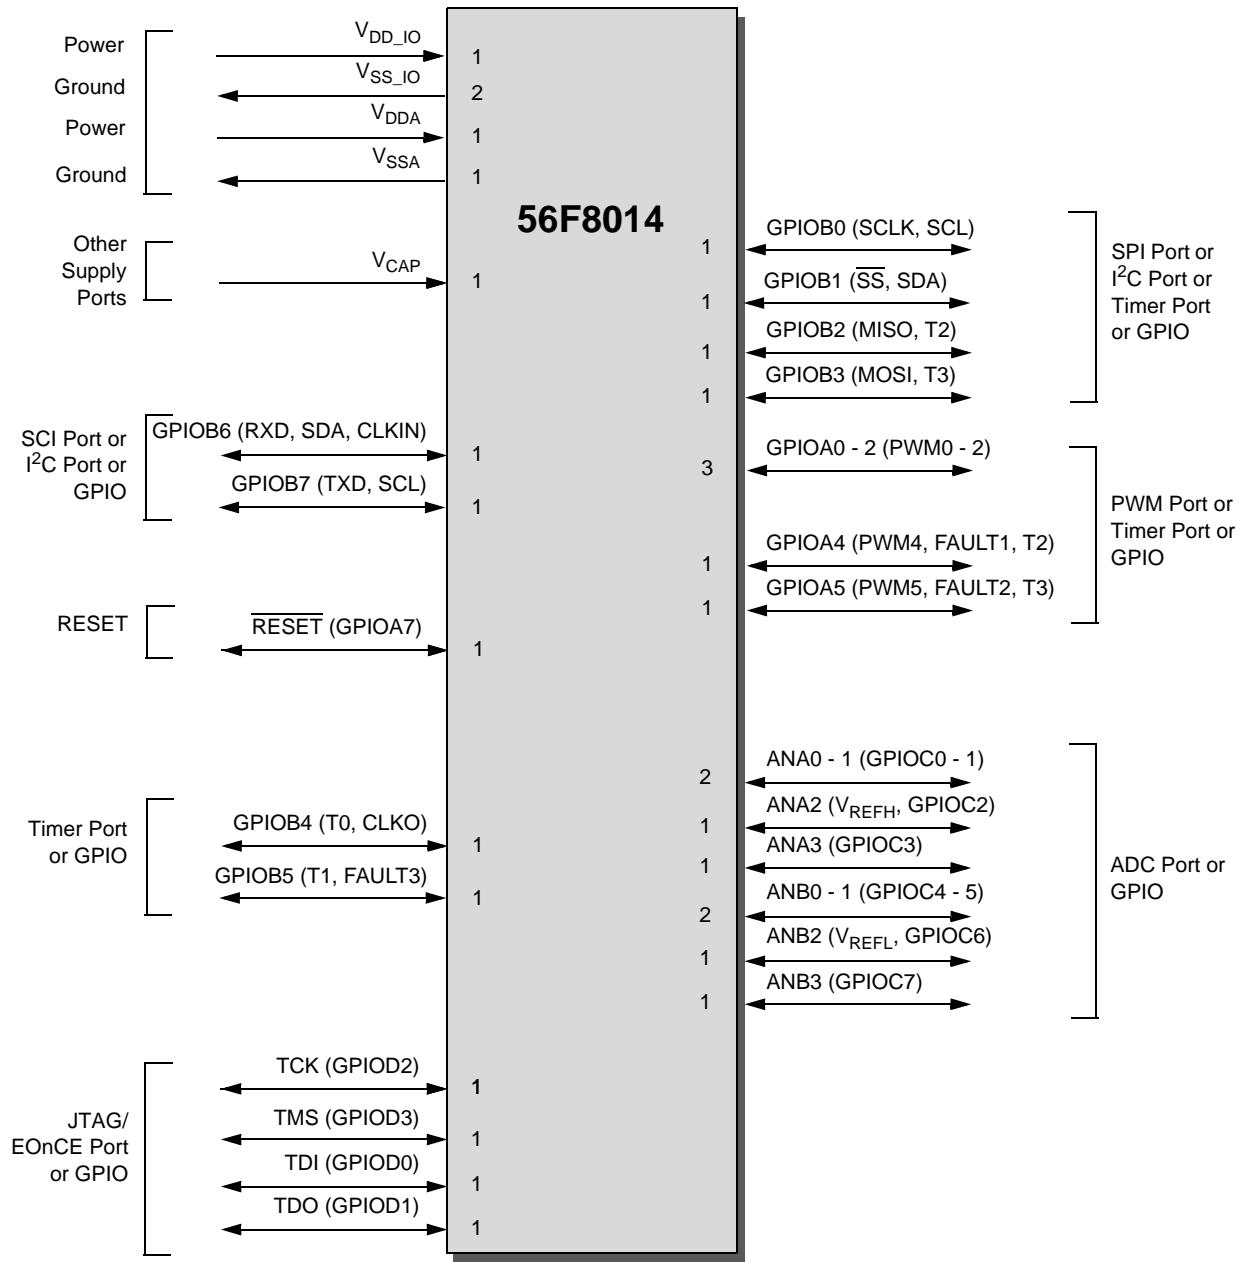 Power
V_DD_IO
1
Ground
V_SS_IO
2
Power
V_DDA
1
Ground
V_SSA
1
56F8014
Other
Supply
Ports
V_CAP
1
SCI Port or
I²C Port or
GPIO
GPIOB6 (RXD, SDA, CLKIN)
1
GPIOB7 (TXD, SCL)
1
RESET
R̅E̅S̅E̅T̅ (GPIOA7)
1
Timer Port
or GPIO
GPIOB4 (T0, CLKO)
1
GPIOB5 (T1, FAULT3)
1
JTAG/
EOnCE Port
or GPIO
TCK (GPIOD2)
1
TMS (GPIOD3)
1
TDI (GPIOD0)
1
TDO (GPIOD1)
1
1
GPIOB0 (SCLK, SCL)
1
GPIOB1 (S̅S̅, SDA)
1
GPIOB2 (MISO, T2)
1
GPIOB3 (MOSI, T3)
SPI Port or
I²C Port or
Timer Port
or GPIO
3
GPIOA0 - 2 (PWM0 - 2)
1
GPIOA4 (PWM4, FAULT1, T2)
1
GPIOA5 (PWM5, FAULT2, T3)
PWM Port or
Timer Port or
GPIO
2
ANA0 - 1 (GPIOC0 - 1)
1
ANA2 (V_REFH, GPIOC2)
1
ANA3 (GPIOC3)
2
ANB0 - 1 (GPIOC4 - 5)
1
ANB2 (V_REFL, GPIOC6)
1
ANB3 (GPIOC7)
ADC Port or
GPIO